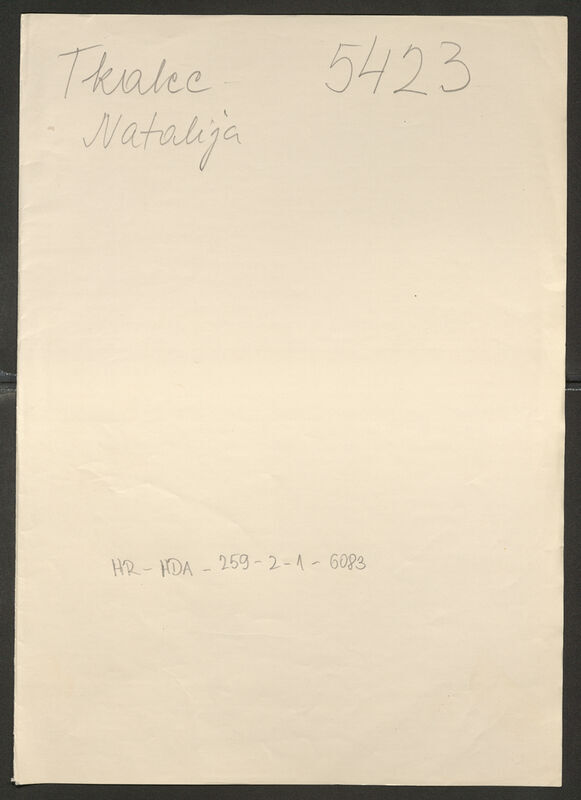 Tkalec 5423
Natalija
HR - HDA - 259 - 2 - 1 - 6083